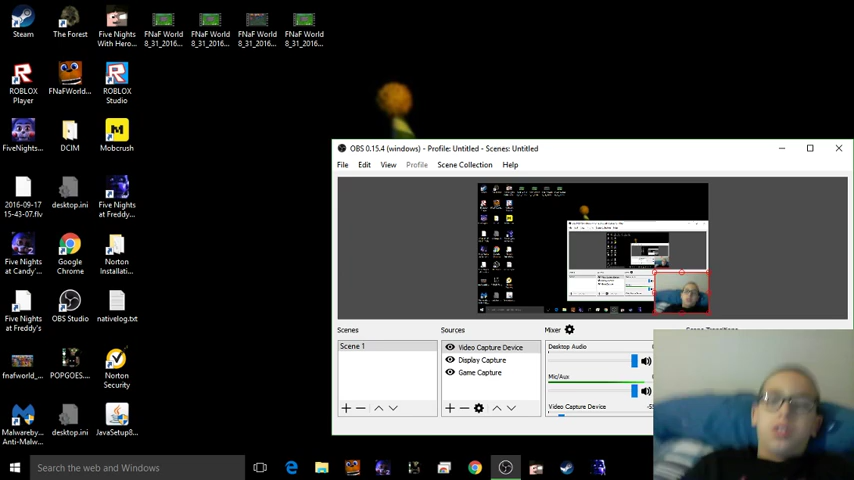 Steam
The Forest
Five Nights
With Hero...
FNaF World
8_31_2016...
FNaF World
8_31_2016...
FNaF World
8_31_2016...
FNaF World
8_31_2016...
ROBLOX
Player
FNaFWorld...
ROBLOX
Studio
FiveNights...
DCIM
Mobcrush
2016-09-17
15-43-07.flv
desktop.ini
Five Nights
at Freddy...
Five Nights
at Candy'...
Google
Chrome
Norton
Installati...
Five Nights
at Freddy's
OBS Studio
nativelog.txt
fnafworld_...
POPGOES...
Norton
Security
Malwareby...
Anti-Malw...
desktop.ini
JavaSetup8...
OBS 0.15.4 (windows) - Profile: Untitled - Scenes: Untitled
File Edit View Profile Scene Collection Help
Scenes
Sources
Mixer
Scene Transitions
Scene 1
Video Capture Device
Display Capture
Game Capture
Desktop Audio
Mic/Aux
Video Capture Device
Search the web and Windows